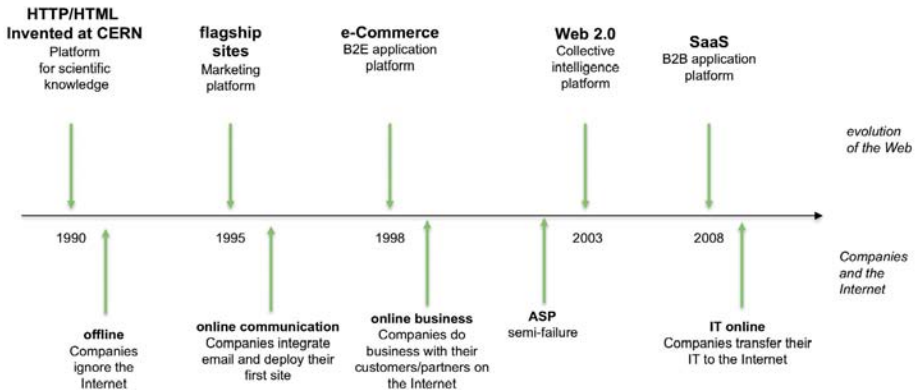 HTTP/HTML
Invented at CERN
Platform
for scientific
knowledge
flagship
sites
Marketing
platform
e-Commerce
B2E application
platform
Web 2.0
Collective
intelligence
platform
SaaS
B2B application
platform
evolution
of the Web
1990
1995
1998
2003
2008
Companies
and the
Internet
offline
Companies
ignore the
Internet
online communication
Companies integrate
email and deploy their
first site
online business
Companies do
business with their
customers/partners on
the Internet
ASP
semi-failure
IT online
Companies transfer their
IT to the Internet